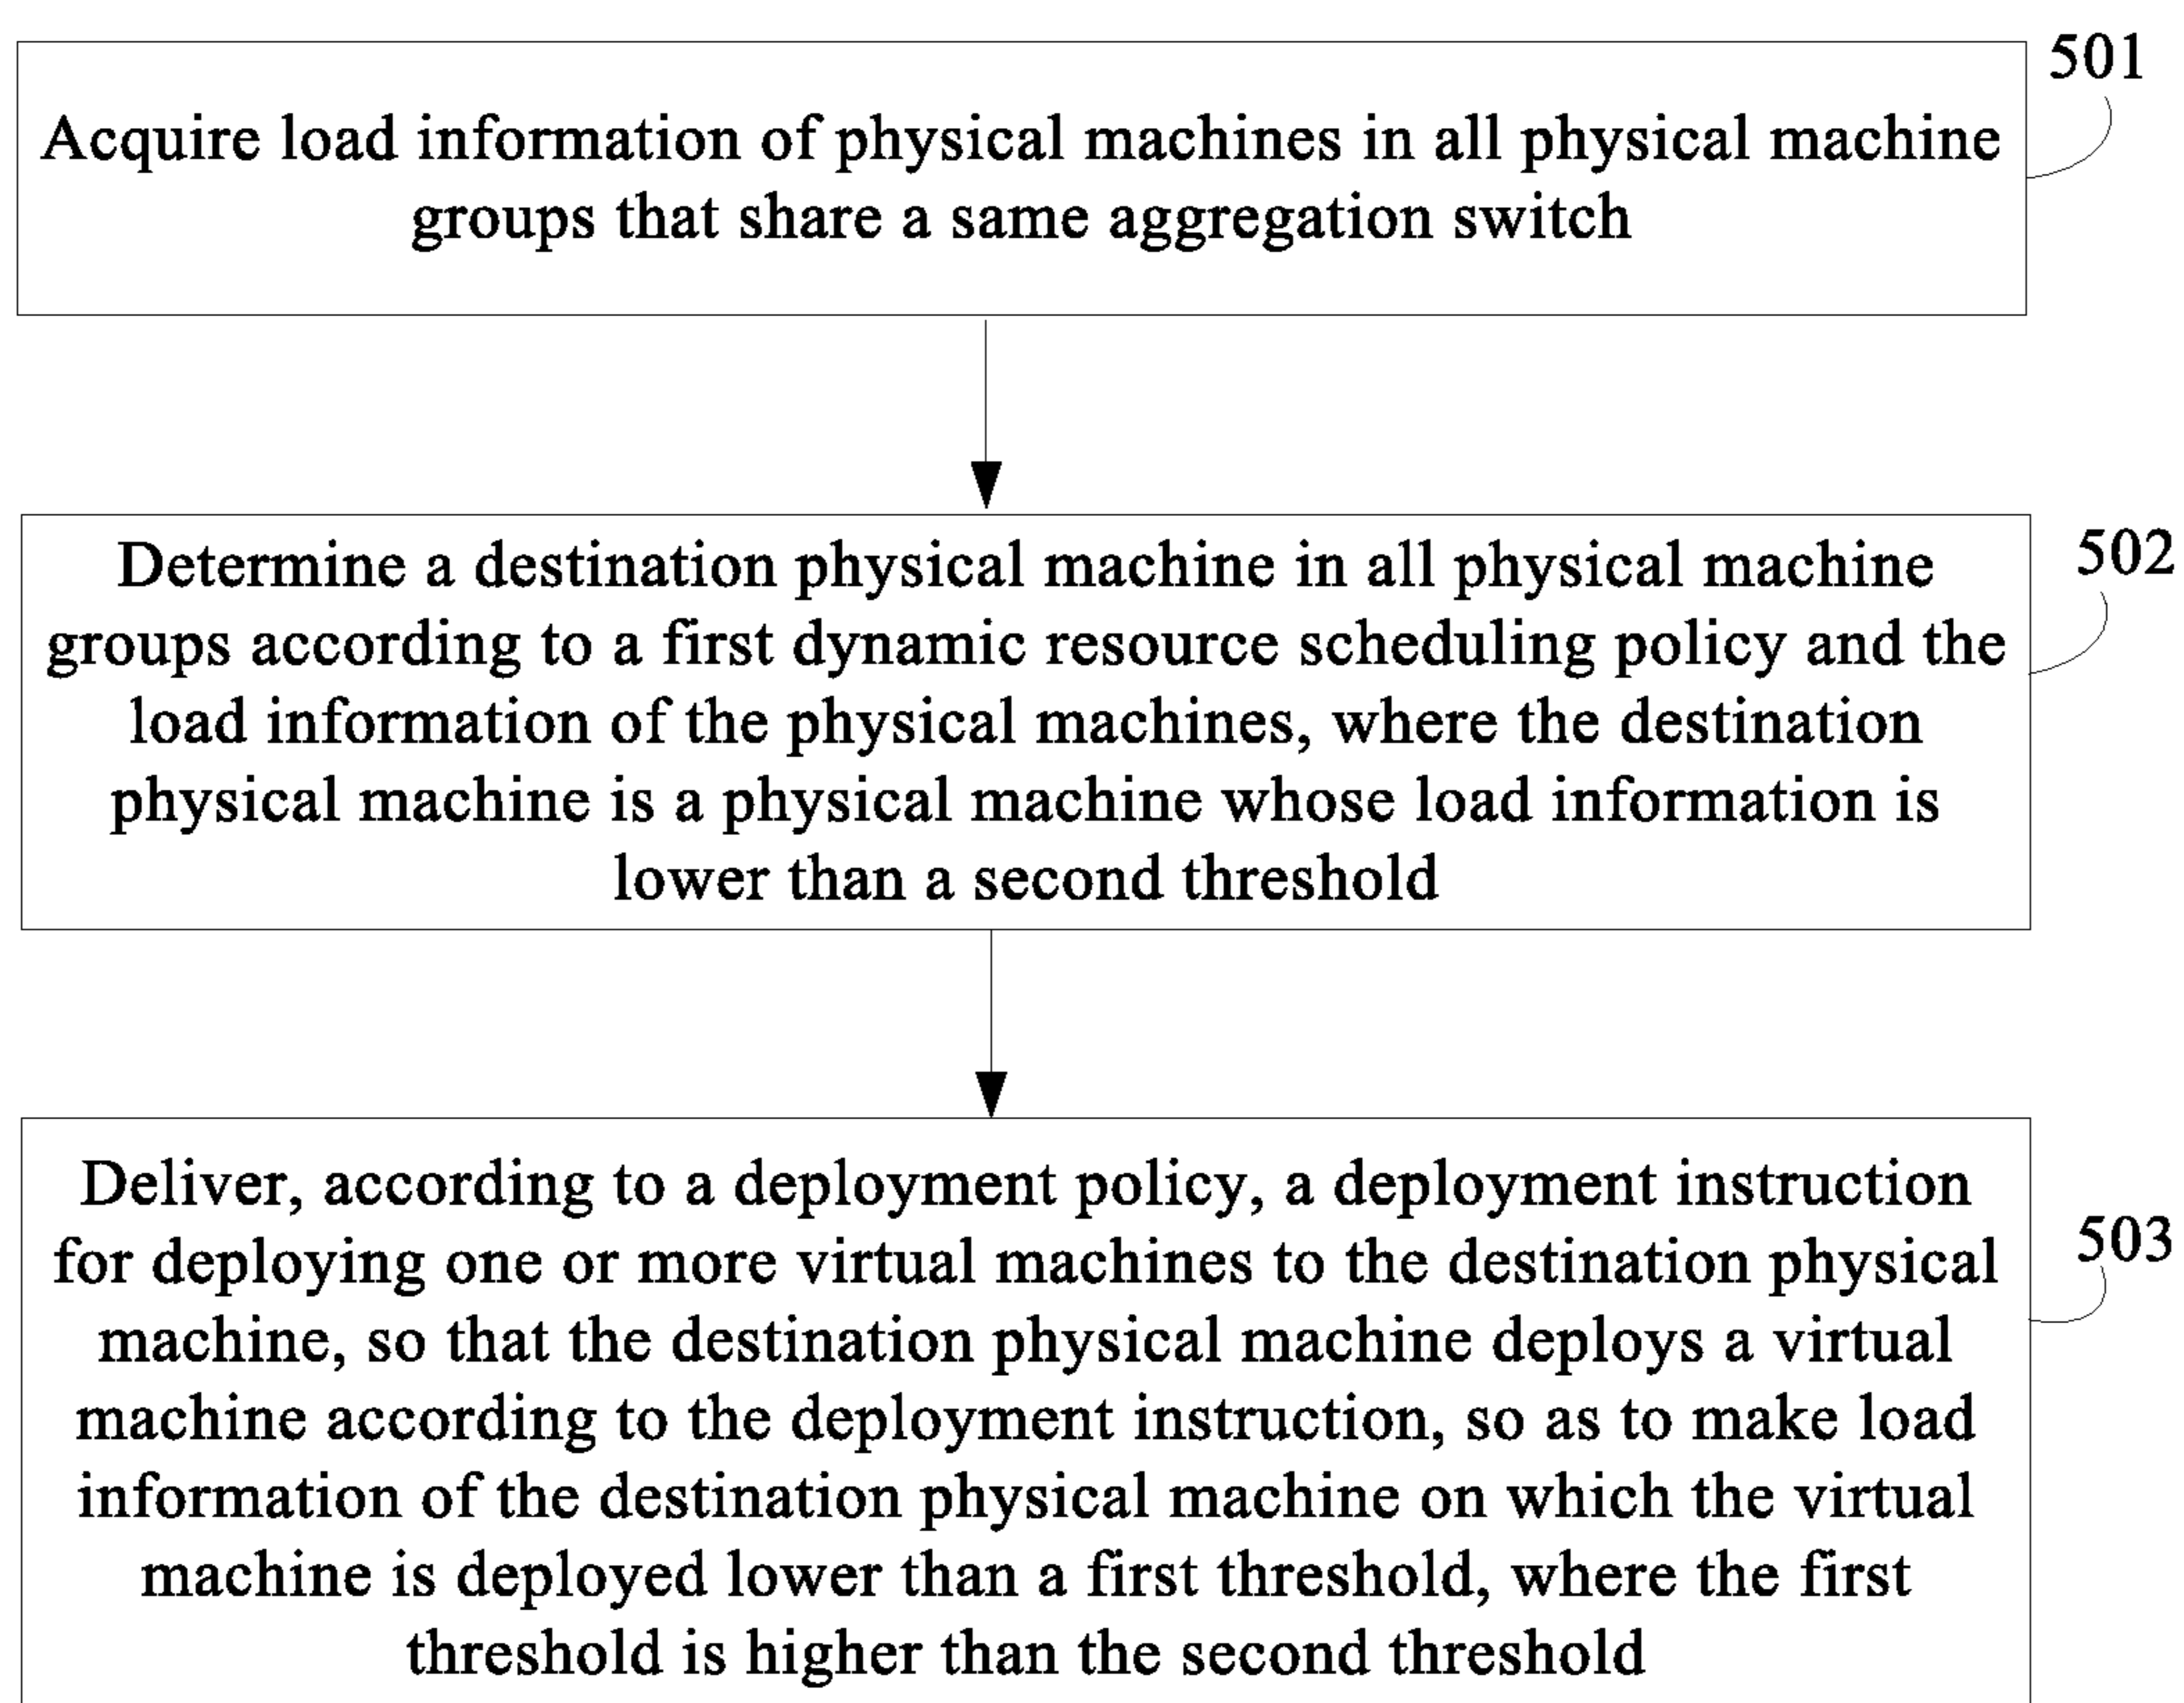 501
Acquire load information of physical machines in all physical machine
groups that share a same aggregation switch
502
Determine a destination physical machine in all physical machine
groups according to a first dynamic resource scheduling policy and the
load information of the physical machines, where the destination
physical machine is a physical machine whose load information is
lower than a second threshold
503
Deliver, according to a deployment policy, a deployment instruction
for deploying one or more virtual machines to the destination physical
machine, so that the destination physical machine deploys a virtual
machine according to the deployment instruction, so as to make load
information of the destination physical machine on which the virtual
machine is deployed lower than a first threshold, where the first
threshold is higher than the second threshold